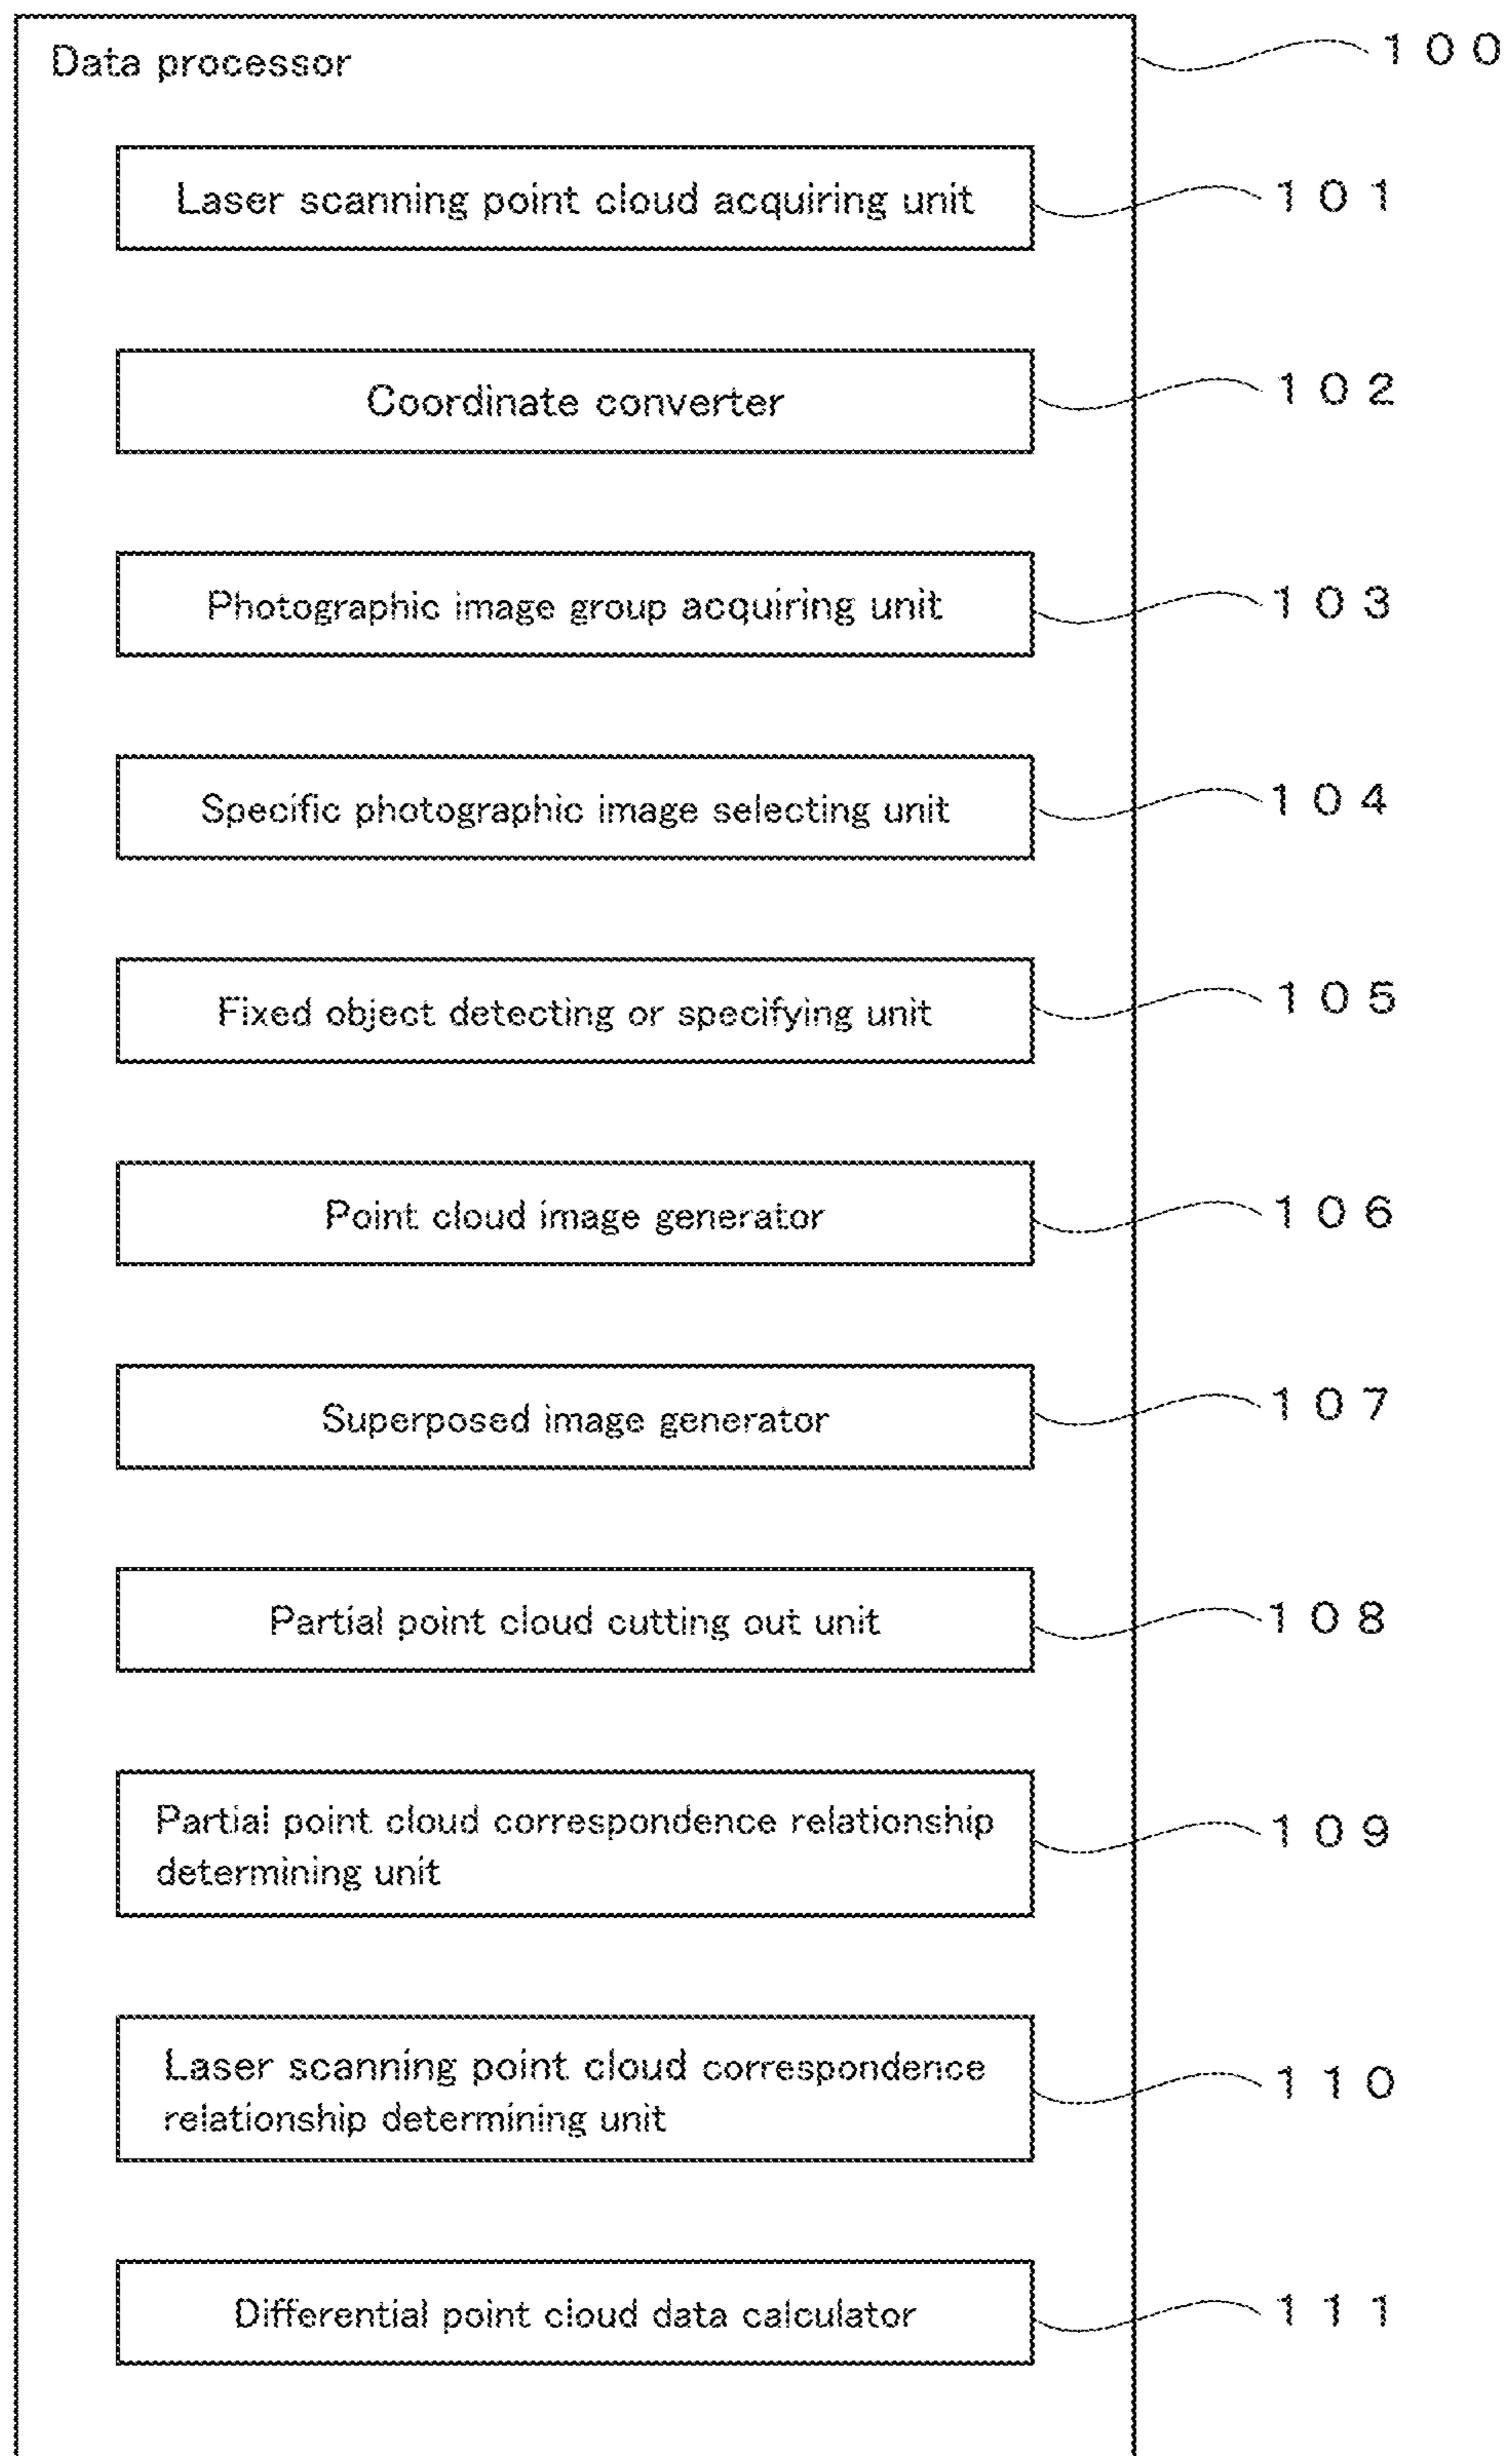 Data processor
１００
Laser scanning point cloud acquiring unit
１０１
Coordinate converter
１０２
Photographic image group acquiring unit
１０３
Specific photographic image selecting unit
１０４
Fixed object detecting or specifying unit
１０５
Point cloud image generator
１０６
Superposed image generator
１０７
Partial point cloud cutting out unit
１０８
Partial point cloud correspondence relationship
determining unit
１０９
Laser scanning point cloud correspondence
relationship determining unit
１１０
Differential point cloud data calculator
１１１